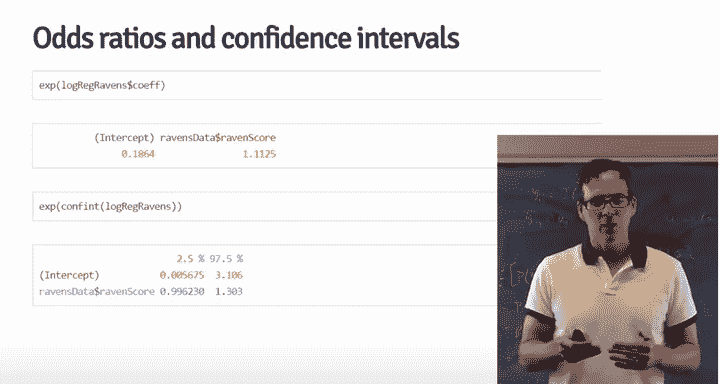 Odds ratios and confidence intervals
exp(logRegRavens$coeff)
(Intercept) ravensData$ravenScore
0.1864 1.1125
exp(confint(logRegRavens))
2.5 % 97.5 %
(Intercept) 0.005675 3.106
ravensData$ravenScore 0.996230 1.303